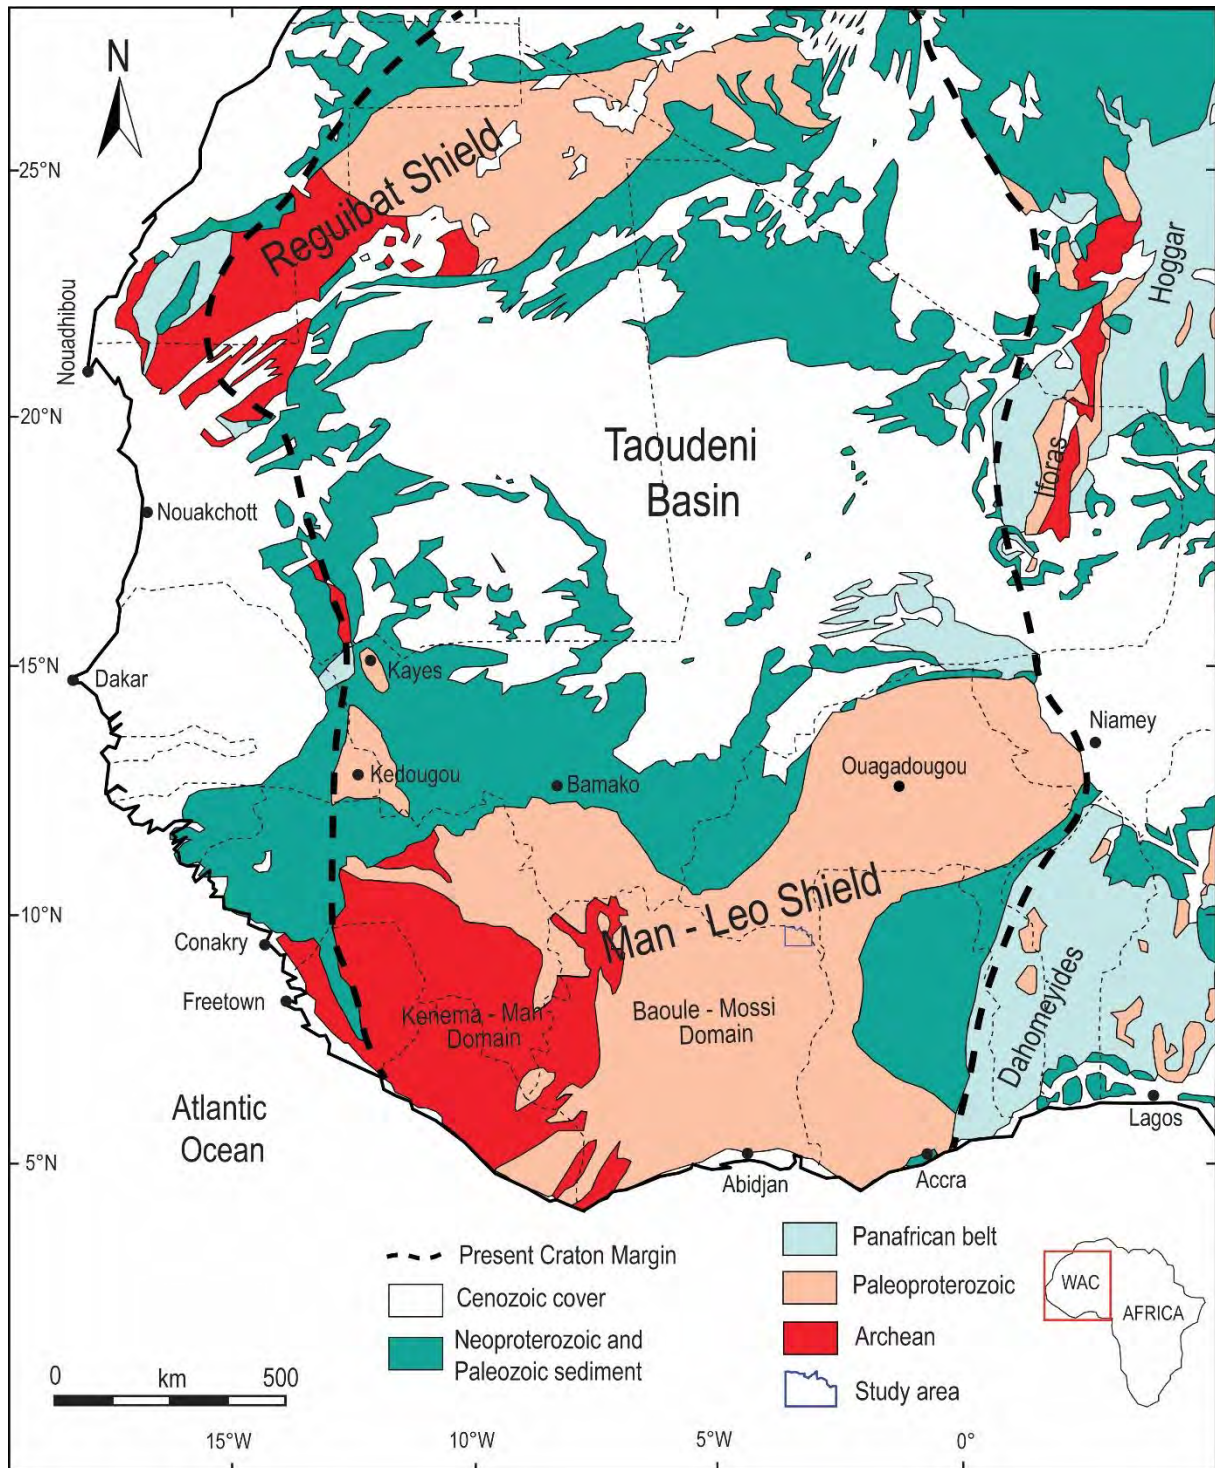 N
25°N
20°N
15°N
10°N
5°N
Reguibat Shield
Hoggar
Nouadhibou
Iforas
Taoudeni
Basin
Nouakchott
Dakar
Kayes
Niamey
Kedougou
Bamako
Ouagadougou
Man - Leo Shield
Conakry
Freetown
Kenema - Man
Domain
Baoule - Mossi
Domain
Dahomeyides
Atlantic
Ocean
Lagos
Abidjan
Accra
Present Craton Margin
Cenozoic cover
Neoproterozoic and
Paleozoic sediment
Panafrican belt
Paleoproterozoic
Archean
Study area
WAC
AFRICA
0 km 500
15°W 10°W 5°W 0°